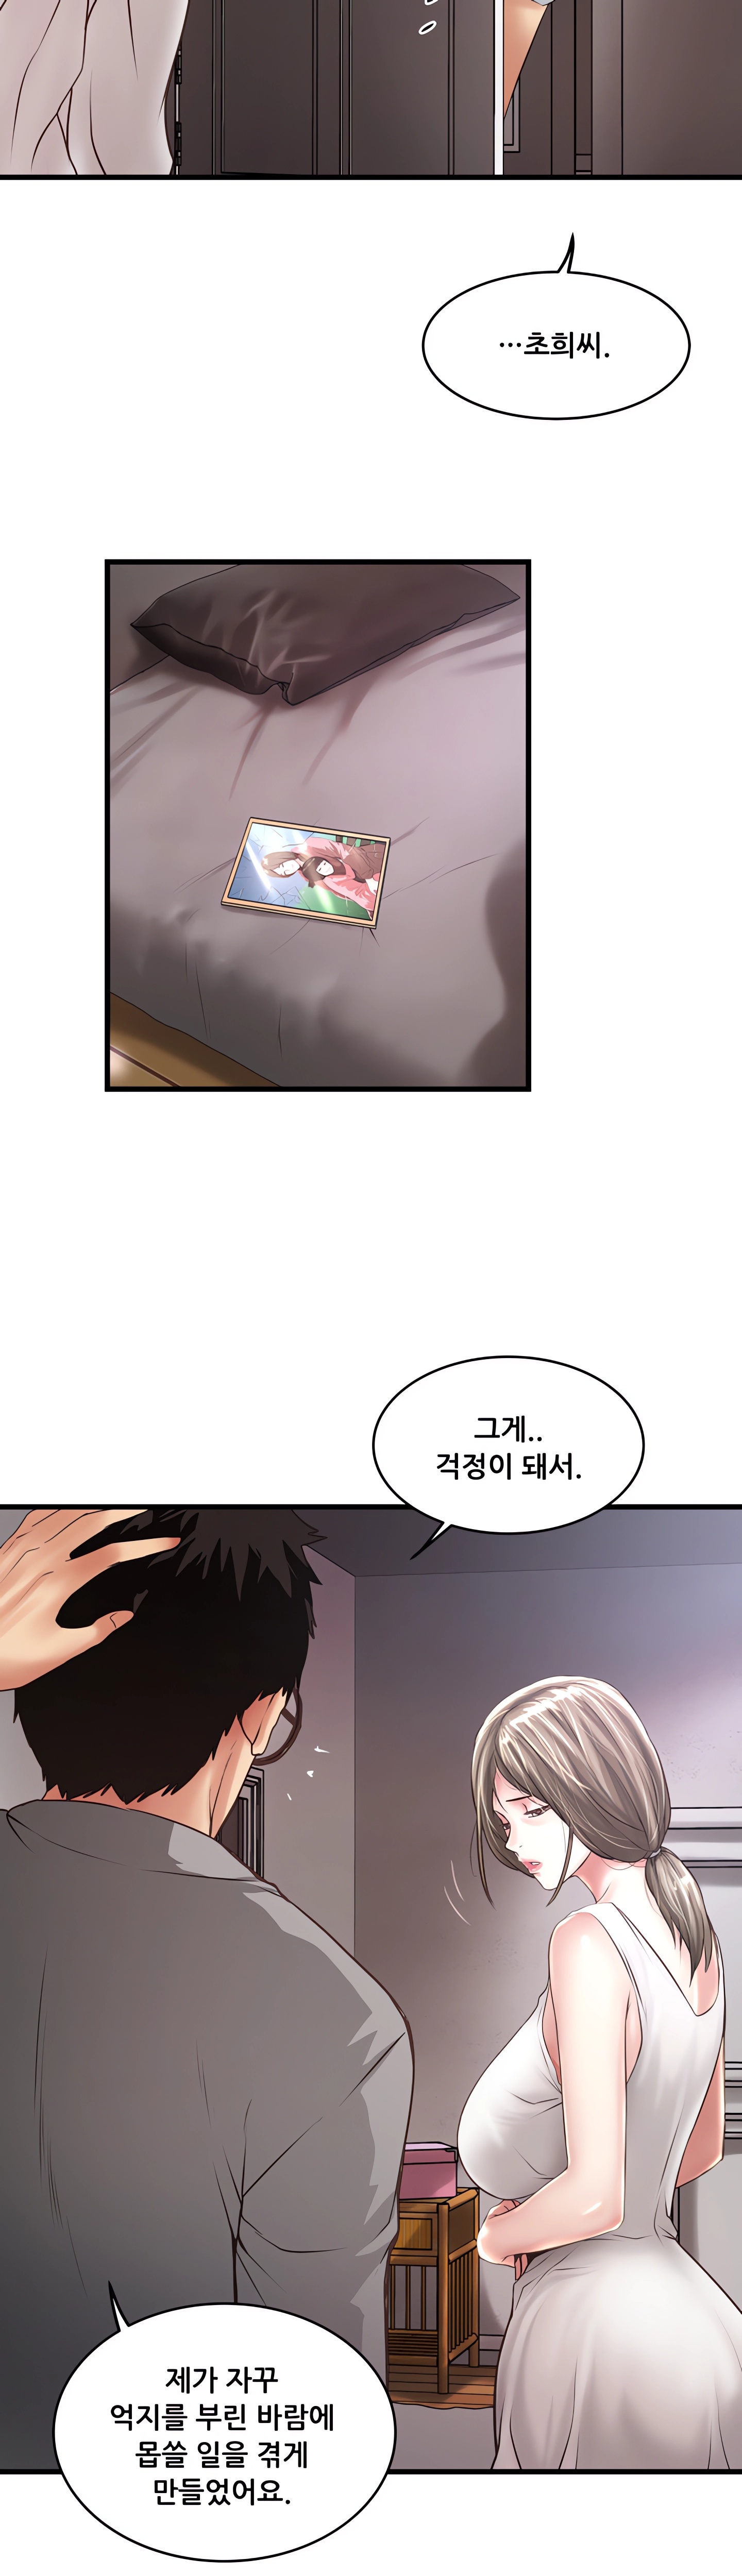 …초희씨.
그게..
걱정이 돼서.
제가 자꾸
억지를 부린 바람에
몹쓸 일을 겪게
만들었어요.